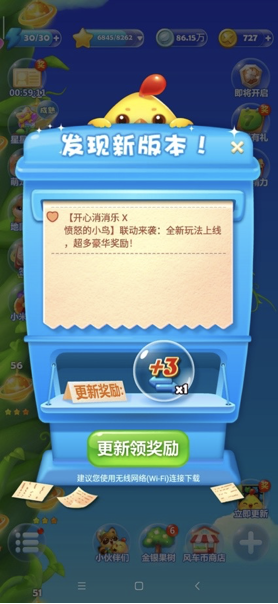 30/30
6845/6363
86.15万
727
00:59:11
即将开启
发现新版本！
【开心消消乐 X
愤怒的小鸟】联动来袭：全新玩法上线
，超多豪华奖励！
56
+3
x1
更新奖励:
更新领奖励
建议您使用无线网络(Wi-Fi)连接下载
立即更新
小伙伴们
金银果树
6
风车币商店
51